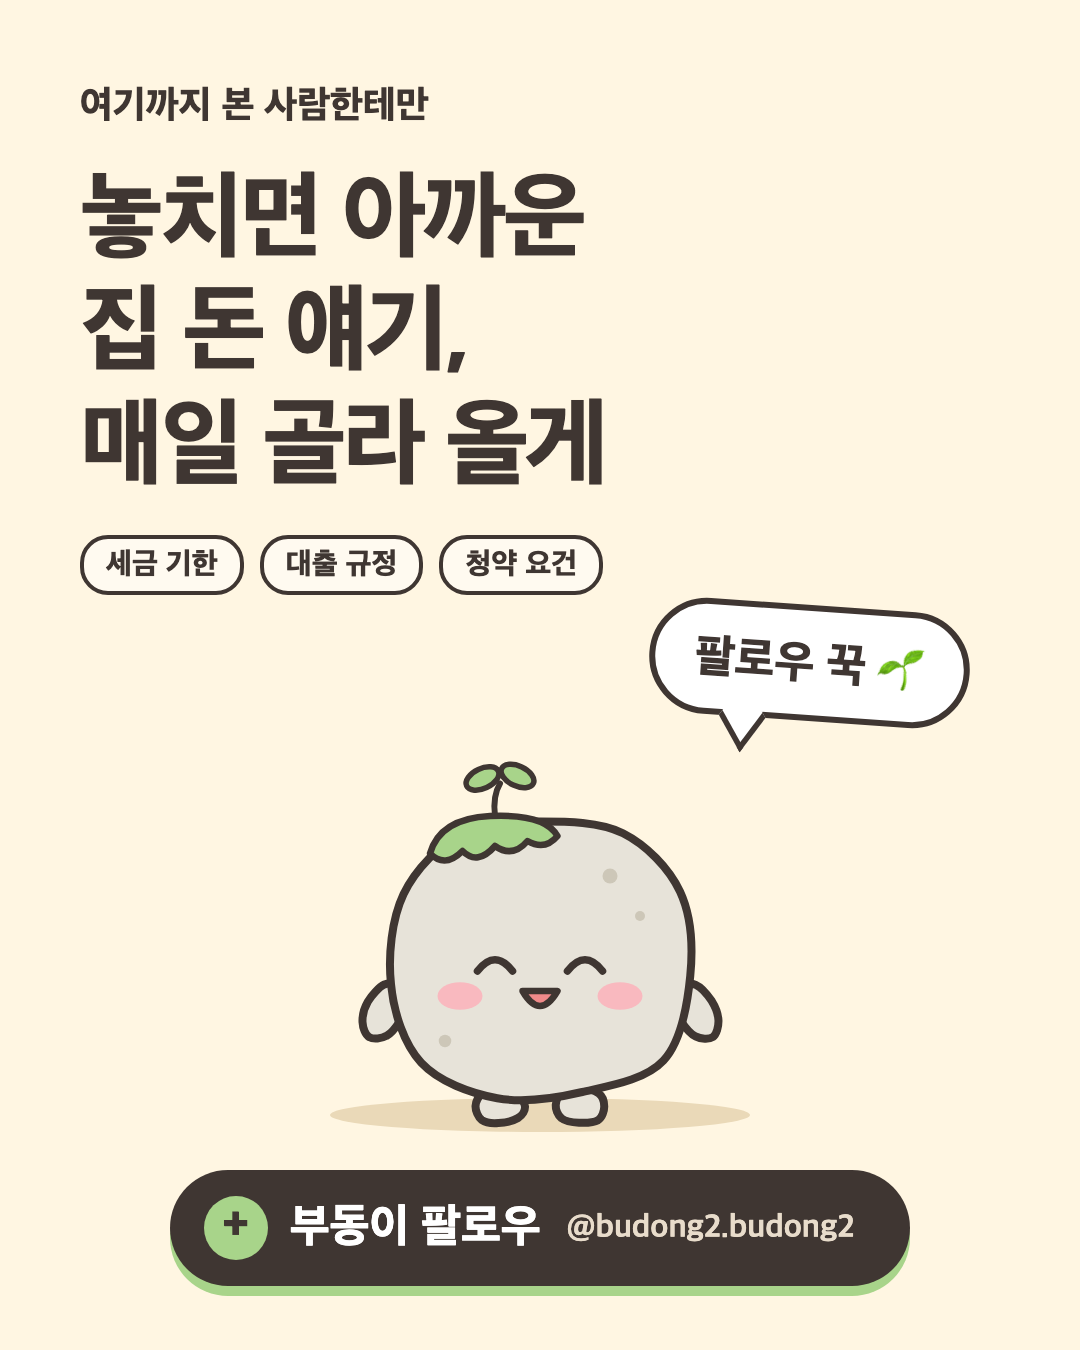 여기까지 본 사람한테만
놓치면 아까운
집 돈 얘기,
매일 골라 올게
세금 기한 대출 규정 청약 요건
팔로우 꾹 🌱
+ 부동이 팔로우 @budong2.budong2